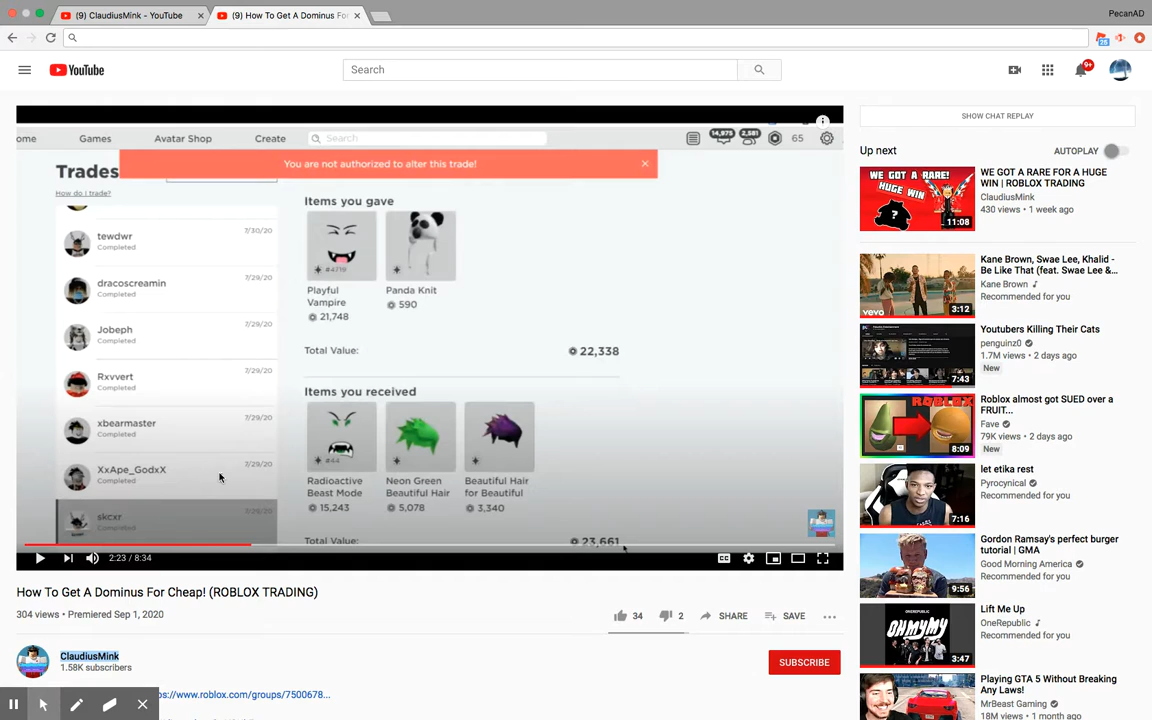 (9) ClaudiusMink - YouTube
(9) How To Get A Dominus For
PecanAD
28
YouTube
Search
9+
ome Games Avatar Shop Create Search 14,975 2,581 65
You are not authorized to alter this trade!
Trades
How do I trade?
tewdwr
Completed
7/30/20
dracoscreamin
Completed
7/29/20
Jobeph
Completed
7/29/20
Rxvvert
Completed
7/29/20
xbearmaster
Completed
7/29/20
XxApe_GodxX
Completed
7/29/20
skcxr
Completed
7/29/20
Items you gave
#4719
Playful
Vampire
21,748
Panda Knit
590
Total Value: 22,338
Items you received
#44
Radioactive
Beast Mode
15,243
Neon Green
Beautiful Hair
5,078
Beautiful Hair
for Beautiful
3,340
Total Value: 23,661
2:23 / 8:34
CC
How To Get A Dominus For Cheap! (ROBLOX TRADING)
304 views • Premiered Sep 1, 2020
34 2 SHARE SAVE
ClaudiusMink
1.58K subscribers
SUBSCRIBE
ps://www.roblox.com/groups/7500678...
SHOW CHAT REPLAY
Up next
AUTOPLAY
WE GOT A RARE!
HUGE WIN
?
11:08
WE GOT A RARE FOR A HUGE
WIN | ROBLOX TRADING
ClaudiusMink
430 views • 1 week ago
vevo
3:12
Kane Brown, Swae Lee, Khalid -
Be Like That (feat. Swae Lee &...
Kane Brown
Recommended for you
7:43
Youtubers Killing Their Cats
penguinz0
1.7M views • 2 days ago
New
ROBLOX
8:09
Roblox almost got SUED over a
FRUIT...
Fave
79K views • 2 days ago
New
7:16
let etika rest
Pyrocynical
Recommended for you
9:56
Gordon Ramsay's perfect burger
tutorial | GMA
Good Morning America
Recommended for you
ONEREPUBLIC
OHMYMY
3:47
Lift Me Up
OneRepublic
Recommended for you
Playing GTA 5 Without Breaking
Any Laws!
MrBeast Gaming
18M views • 1 month ago